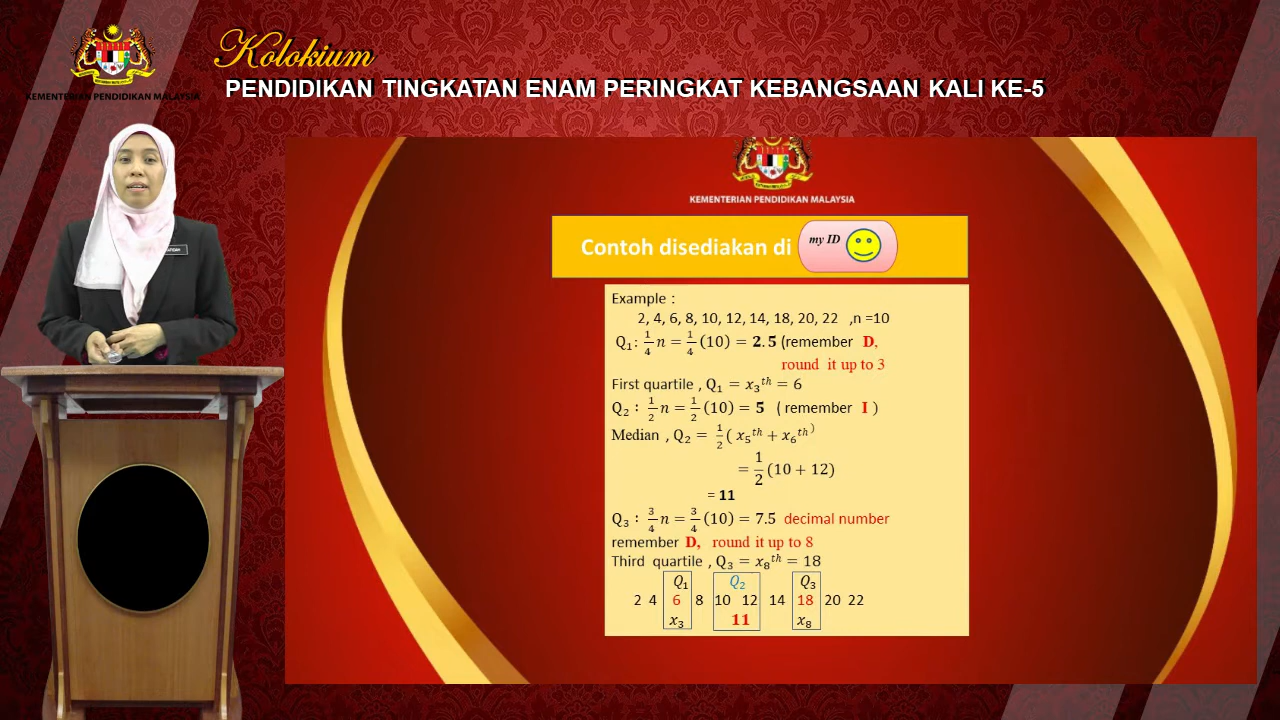 Kolokium
PENDIDIKAN TINGKATAN ENAM PERINGKAT KEBANGSAAN KALI KE-5
KEMENTERIAN PENDIDIKAN MALAYSIA
KEMENTERIAN PENDIDIKAN MALAYSIA
Contoh disediakan di my ID
Example :
2, 4, 6, 8, 10, 12, 14, 18, 20, 22 ,n =10
Q₁: 1/4 n = 1/4 (10) = 2.5 (remember D,
round it up to 3
First quartile , Q₁ = x₃ᵗʰ = 6
Q₂ : 1/2 n = 1/2 (10) = 5 ( remember I )
Median , Q₂ = 1/2 ( x₅ᵗʰ + x₆ᵗʰ )
= 1/2 (10 + 12)
= 11
Q₃ : 3/4 n = 3/4 (10) = 7.5 decimal number
remember D, round it up to 8
Third quartile , Q₃ = x₈ᵗʰ = 18
Q₁ Q₂ Q₃
2 4 6 8 10 12 14 18 20 22
x₃ 11 x₈